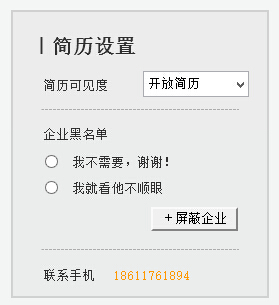 简历设置
简历可见度 开放简历
企业黑名单
我不需要，谢谢！
我就看他不顺眼
+屏蔽企业
联系手机 18611761894